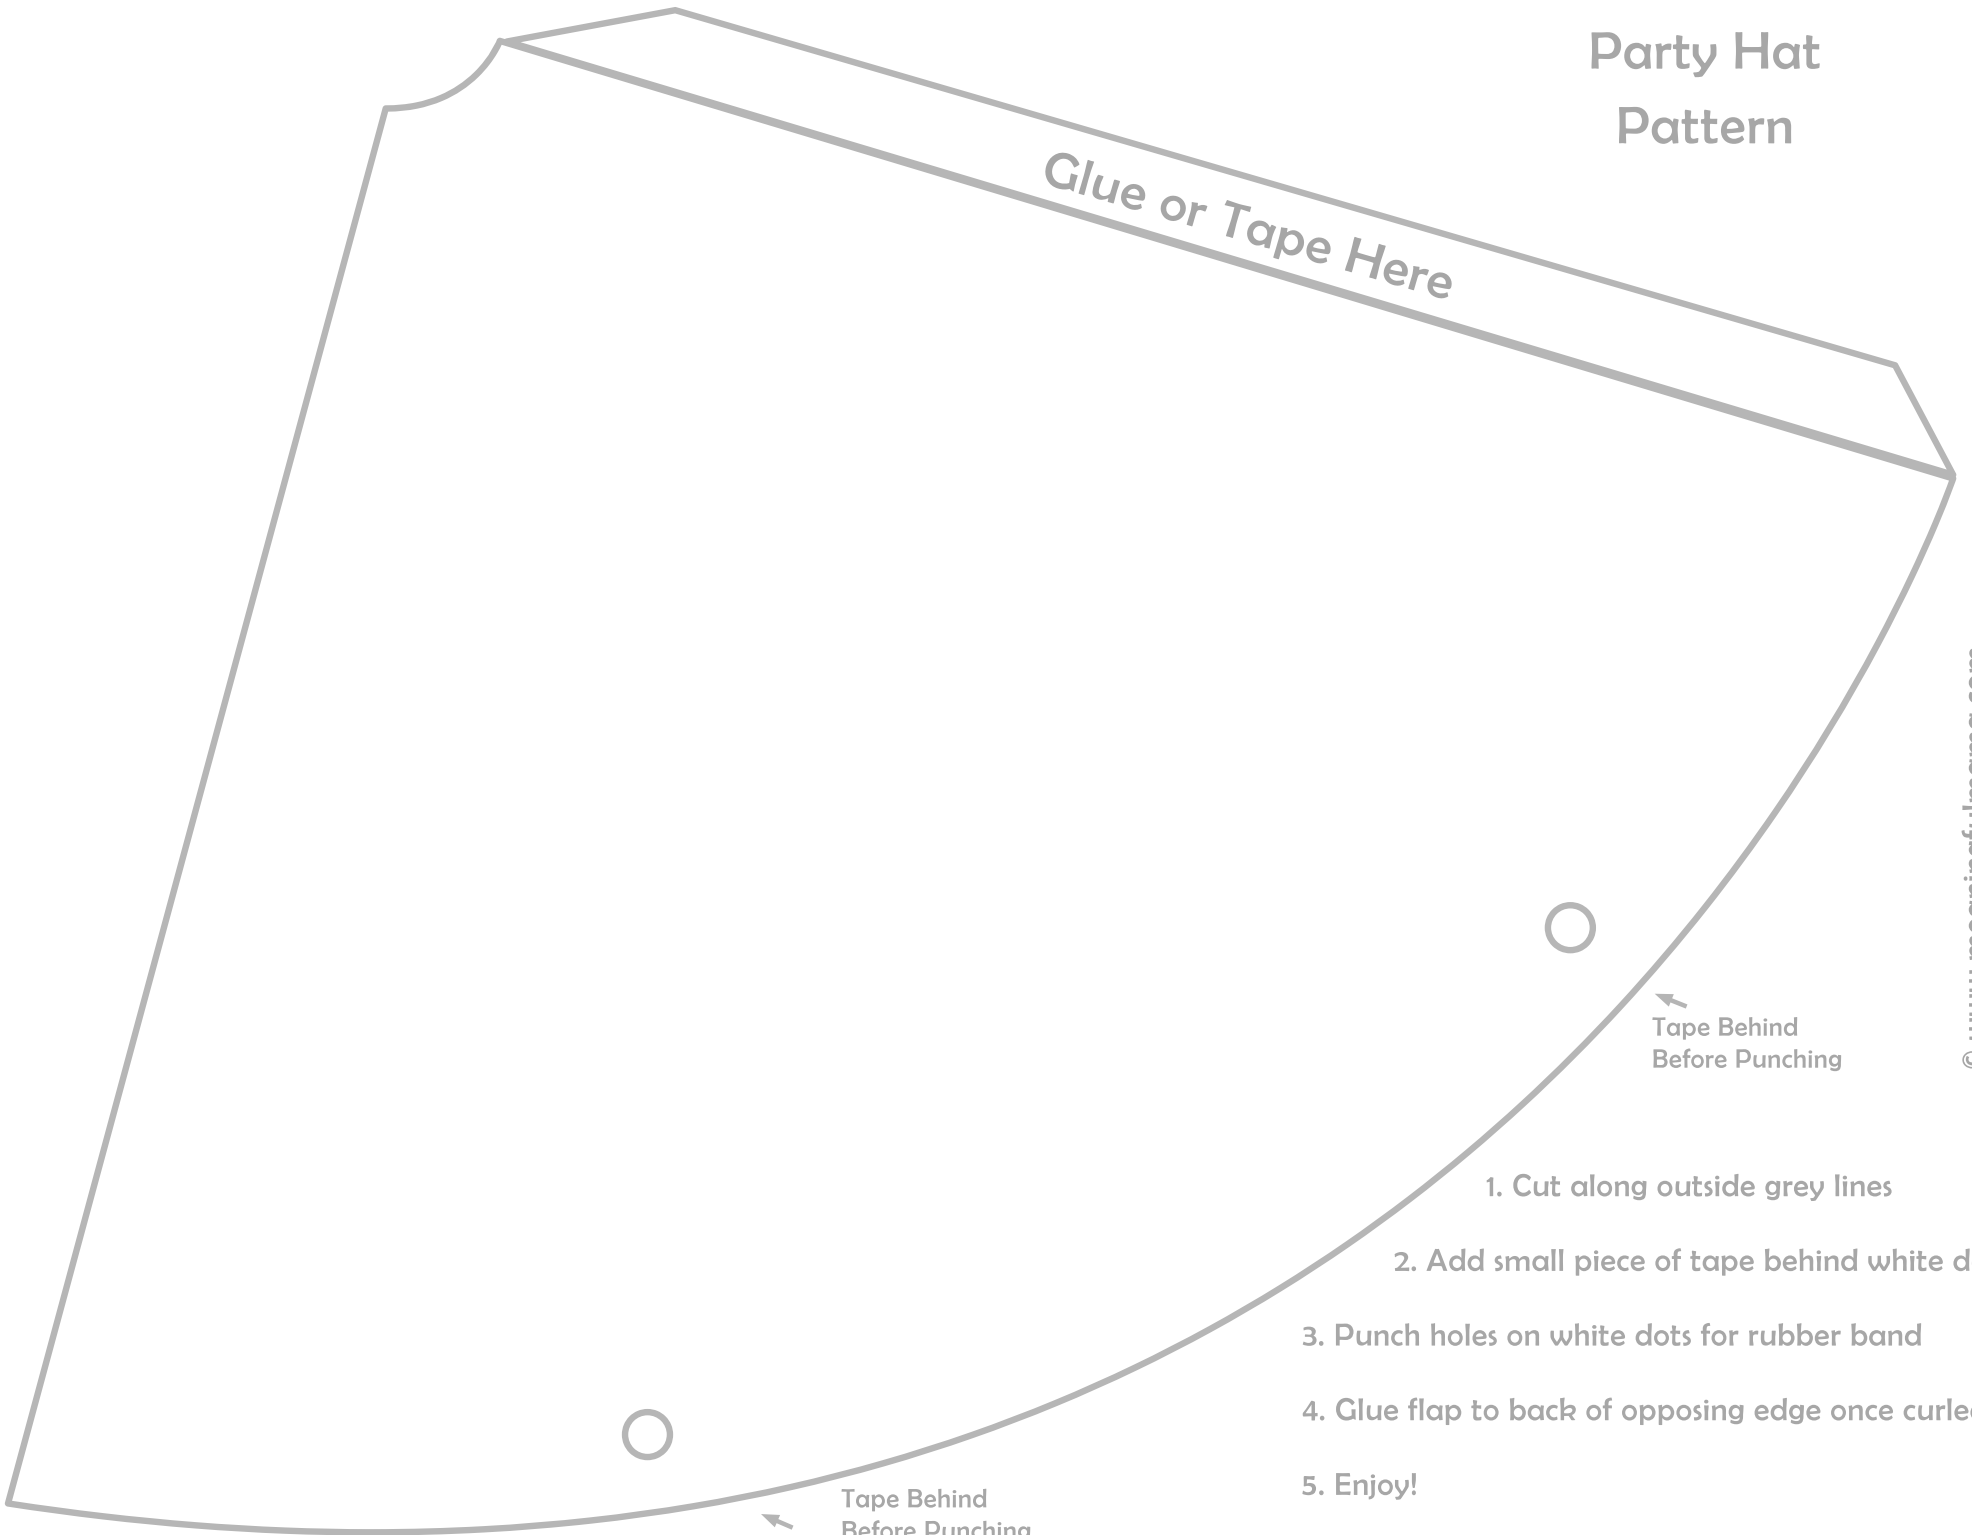 Party Hat
Pattern
Glue or Tape Here
Tape Behind
Before Punching
1. Cut along outside grey lines
2. Add small piece of tape behind white d
3. Punch holes on white dots for rubber band
4. Glue flap to back of opposing edge once curle
5. Enjoy!
Tape Behind
Before Punching